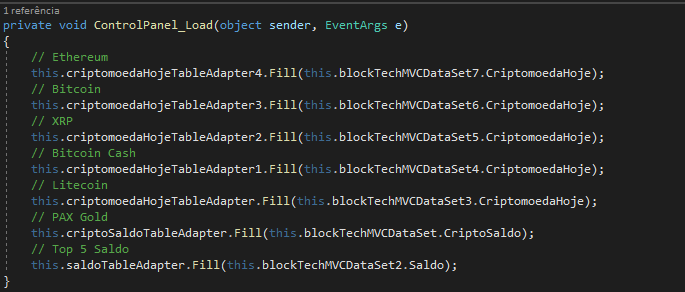 1 referência
private void ControlPanel_Load(object sender, EventArgs e)
{
// Ethereum
this.criptomoedaHojeTableAdapter4.Fill(this.blockTechMVCDataSet7.CriptomoedaHoje);
// Bitcoin
this.criptomoedaHojeTableAdapter3.Fill(this.blockTechMVCDataSet6.CriptomoedaHoje);
// XRP
this.criptomoedaHojeTableAdapter2.Fill(this.blockTechMVCDataSet5.CriptomoedaHoje);
// Bitcoin Cash
this.criptomoedaHojeTableAdapter1.Fill(this.blockTechMVCDataSet4.CriptomoedaHoje);
// Litecoin
this.criptomoedaHojeTableAdapter.Fill(this.blockTechMVCDataSet3.CriptomoedaHoje);
// PAX Gold
this.criptoSaldoTableAdapter.Fill(this.blockTechMVCDataSet.CriptoSaldo);
// Top 5 Saldo
this.saldoTableAdapter.Fill(this.blockTechMVCDataSet2.Saldo);
}